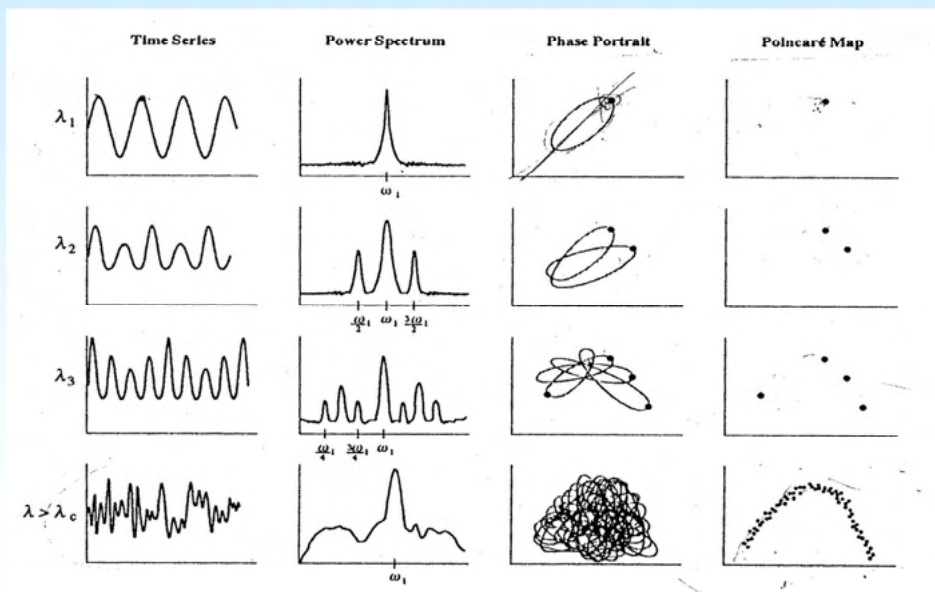 Time Series Power Spectrum Phase Portrait Poincaré Map
λ1
ω1
λ2
ω1/2 ω1 3ω1/2
λ3
ω1/4 3ω1/4 ω1
λ > λc
ω1